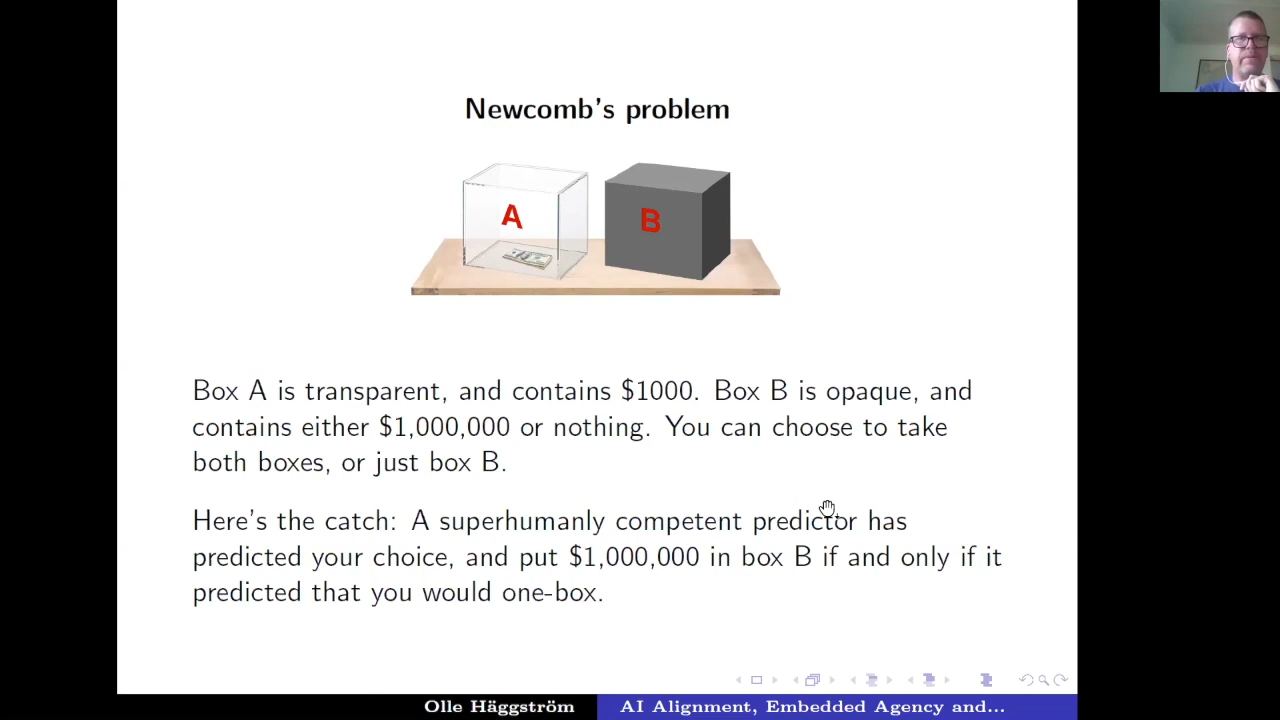 Newcomb's problem
A
B
Box A is transparent, and contains $1000. Box B is opaque, and
contains either $1,000,000 or nothing. You can choose to take
both boxes, or just box B.
Here's the catch: A superhumanly competent predictor has
predicted your choice, and put $1,000,000 in box B if and only if it
predicted that you would one-box.
Olle Häggström
AI Alignment, Embedded Agency and...